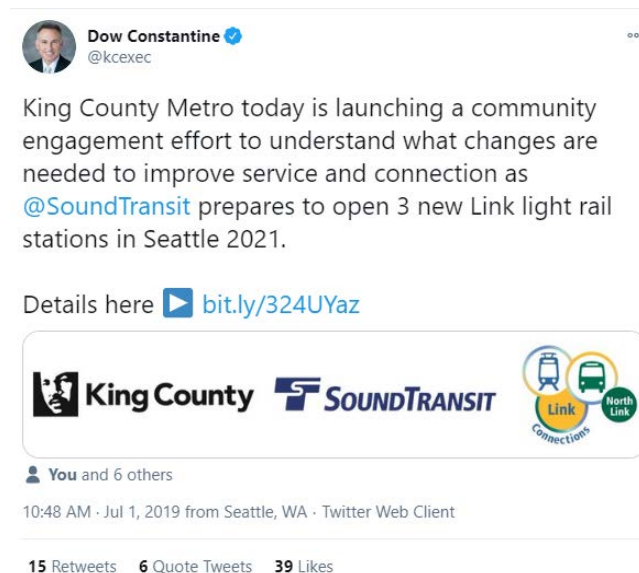 Dow Constantine
@kcexec
King County Metro today is launching a community
engagement effort to understand what changes are
needed to improve service and connection as
@SoundTransit prepares to open 3 new Link light rail
stations in Seattle 2021.
Details here ▶ bit.ly/324UYaz
King County
SOUNDTRANSIT
Link
North
Link
Connections
You and 6 others
10:48 AM · Jul 1, 2019 from Seattle, WA · Twitter Web Client
15 Retweets 6 Quote Tweets 39 Likes